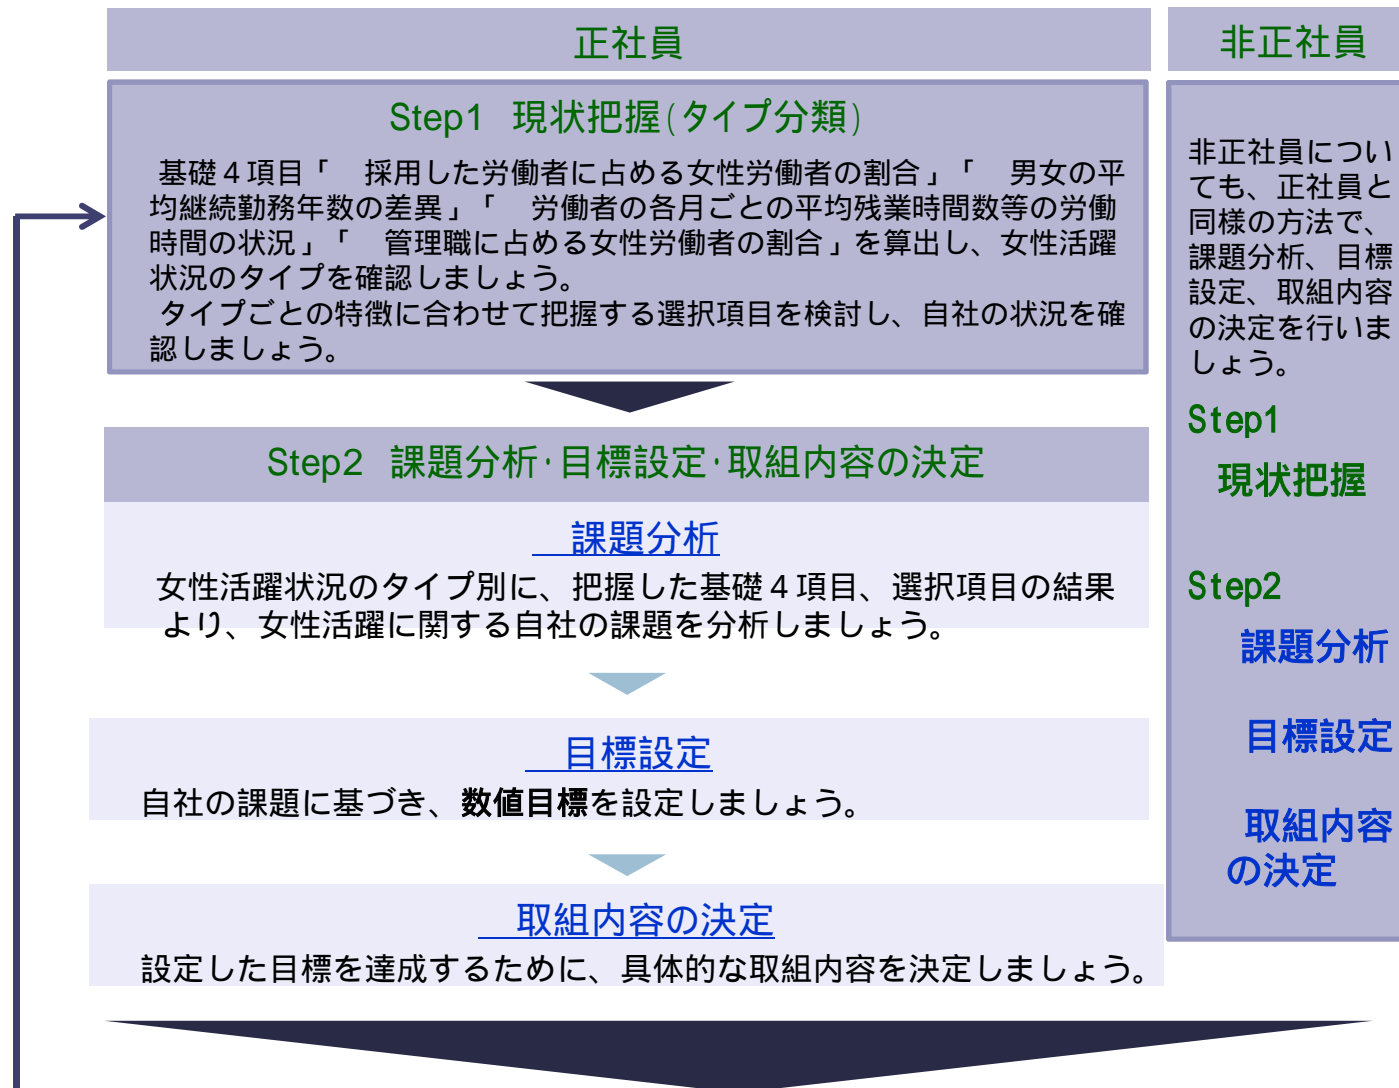 正社員
Step1 現状把握(タイプ分類)
基礎4項目「 採用した労働者に占める女性労働者の割合」「 男女の平
均継続勤務年数の差異」「 労働者の各月ごとの平均残業時間数等の労働
時間の状況」「 管理職に占める女性労働者の割合」を算出し、女性活躍
状況のタイプを確認しましょう。
タイプごとの特徴に合わせて把握する選択項目を検討し、自社の状況を確
認しましょう。
Step2 課題分析・目標設定・取組内容の決定
課題分析
女性活躍状況のタイプ別に、把握した基礎4項目、選択項目の結果
より、女性活躍に関する自社の課題を分析しましょう。
目標設定
自社の課題に基づき、数値目標を設定しましょう。
取組内容の決定
設定した目標を達成するために、具体的な取組内容を決定しましょう。
非正社員
非正社員につい
ても、正社員と
同様の方法で、
課題分析、目標
設定、取組内容
の決定を行いま
しょう。
Step1
現状把握
Step2
課題分析
目標設定
取組内容
の決定